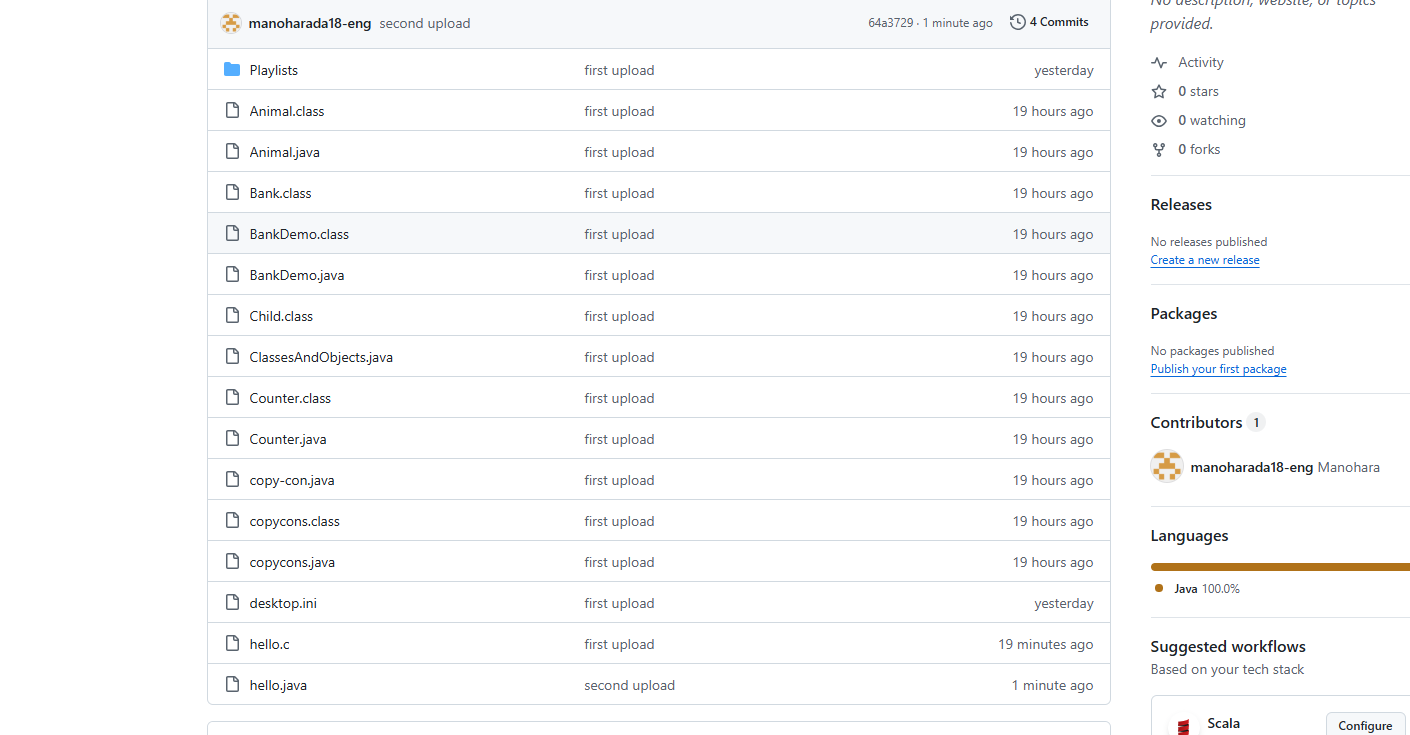 No description, website, or topics
provided.
manoharada18-eng second upload 64a3729 · 1 minute ago 4 Commits
Playlists first upload yesterday
Animal.class first upload 19 hours ago
Animal.java first upload 19 hours ago
Bank.class first upload 19 hours ago
BankDemo.class first upload 19 hours ago
BankDemo.java first upload 19 hours ago
Child.class first upload 19 hours ago
ClassesAndObjects.java first upload 19 hours ago
Counter.class first upload 19 hours ago
Counter.java first upload 19 hours ago
copy-con.java first upload 19 hours ago
copycons.class first upload 19 hours ago
copycons.java first upload 19 hours ago
desktop.ini first upload yesterday
hello.c first upload 19 minutes ago
hello.java second upload 1 minute ago
Activity
0 stars
0 watching
0 forks
Releases
No releases published
Create a new release
Packages
No packages published
Publish your first package
Contributors 1
manoharada18-eng Manohara
Languages
Java 100.0%
Suggested workflows
Based on your tech stack
Scala Configure